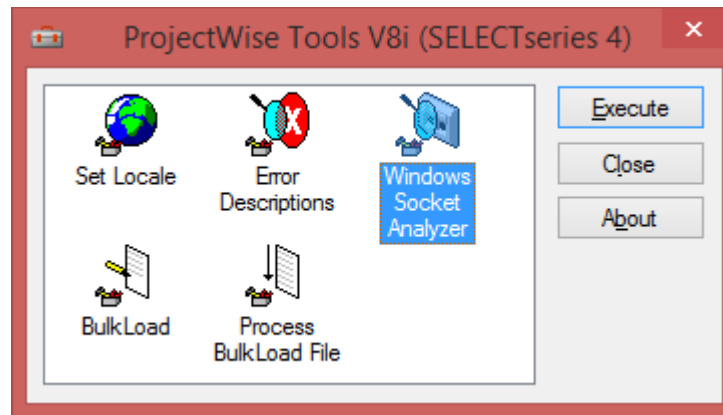 ProjectWise Tools V8i (SELECTseries 4)
Set Locale
Error
Descriptions
Windows
Socket
Analyzer
BulkLoad
Process
BulkLoad File
Execute
Close
About